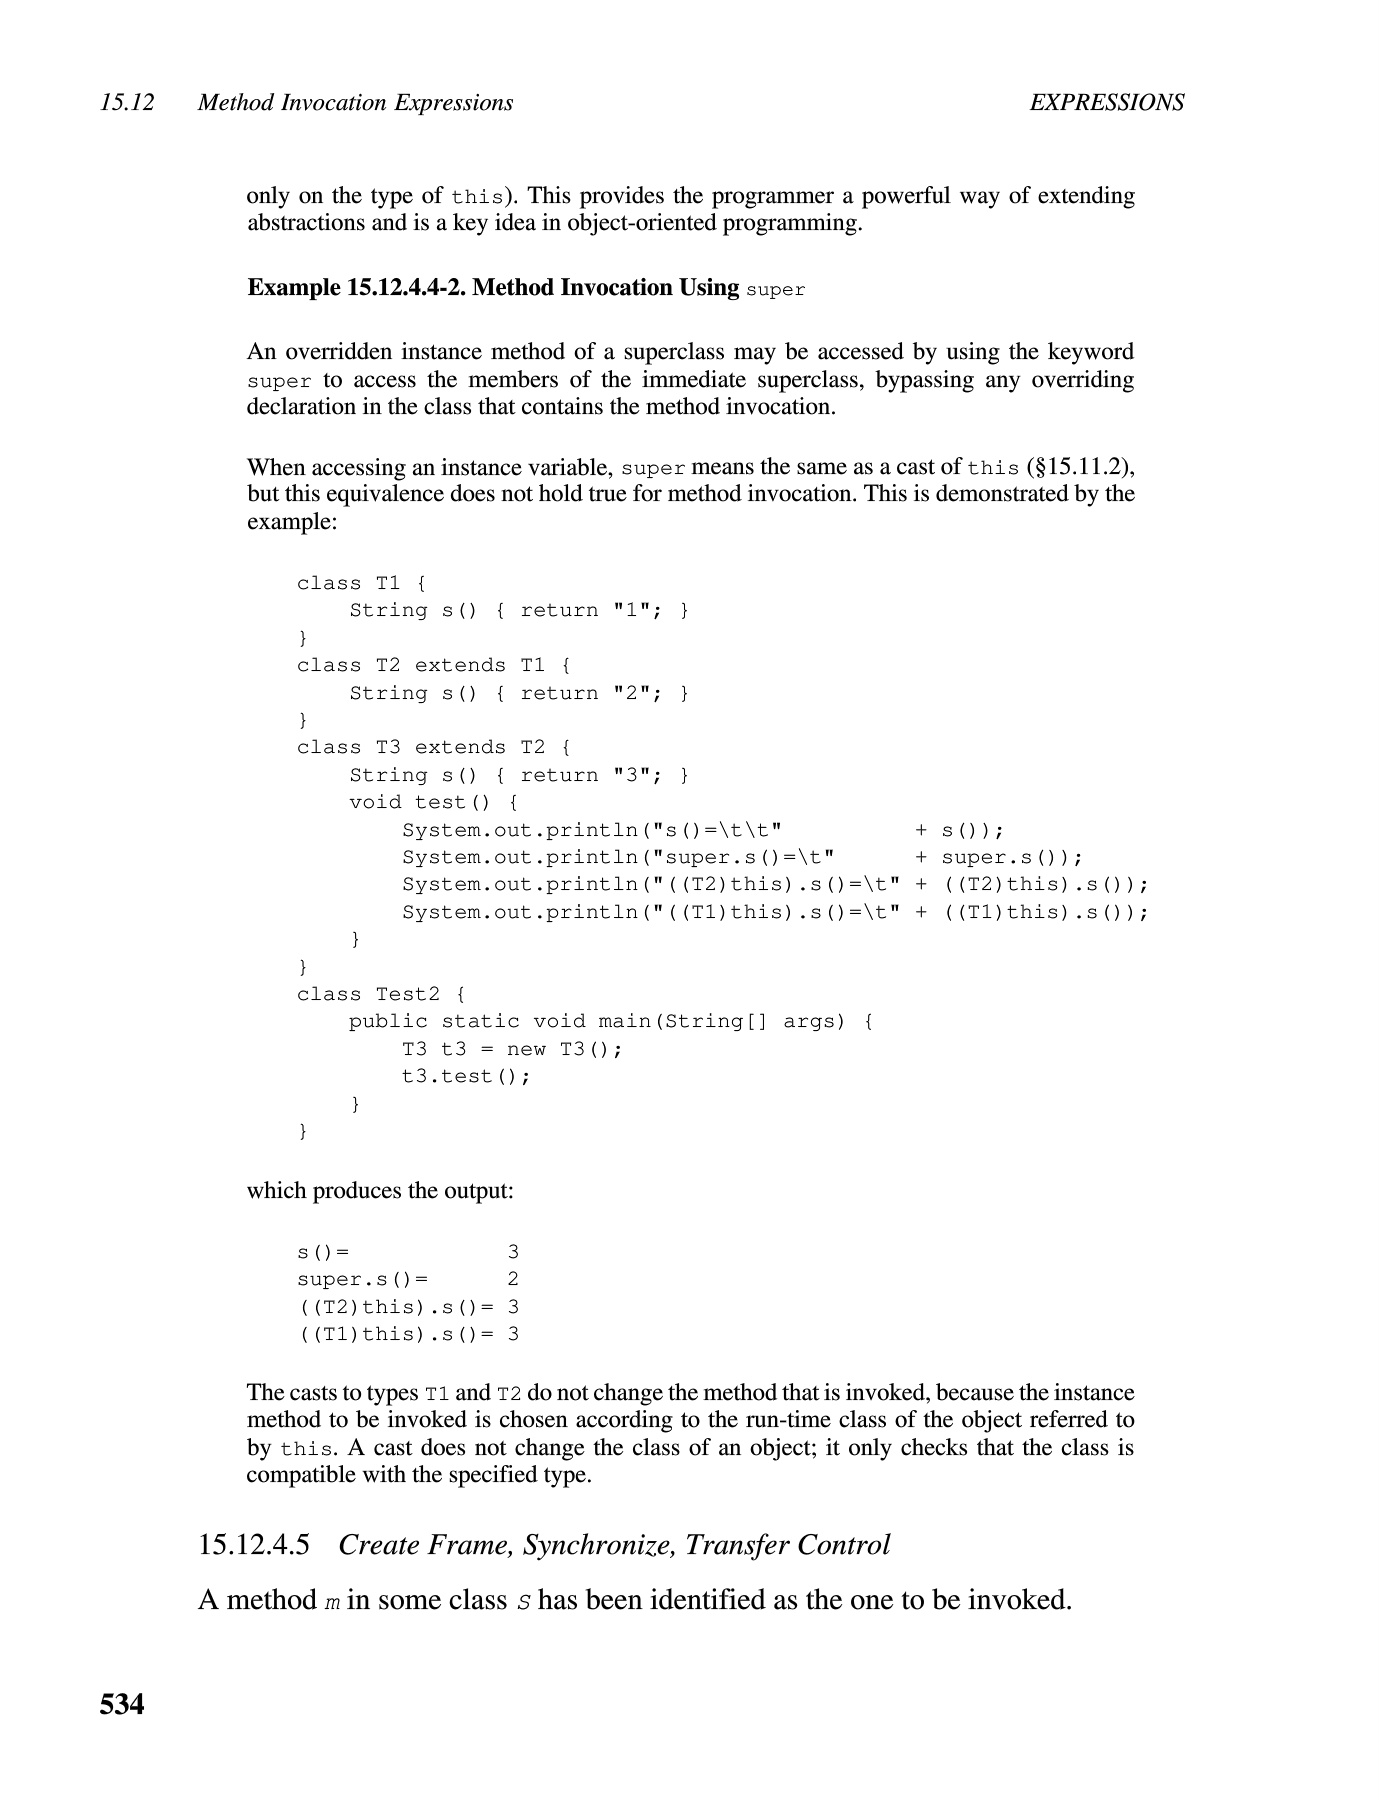 15.12 Method Invocation Expressions EXPRESSIONS
only on the type of this). This provides the programmer a powerful way of extending
abstractions and is a key idea in object-oriented programming.
Example 15.12.4.4-2. Method Invocation Using super
An overridden instance method of a superclass may be accessed by using the keyword
super to access the members of the immediate superclass, bypassing any overriding
declaration in the class that contains the method invocation.
When accessing an instance variable, super means the same as a cast of this (§15.11.2),
but this equivalence does not hold true for method invocation. This is demonstrated by the
example:
class T1 {
    String s() { return "1"; }
}
class T2 extends T1 {
    String s() { return "2"; }
}
class T3 extends T2 {
    String s() { return "3"; }
    void test() {
        System.out.println("s()=\t\t"          + s());
        System.out.println("super.s()=\t"      + super.s());
        System.out.println("((T2)this).s()=\t" + ((T2)this).s());
        System.out.println("((T1)this).s()=\t" + ((T1)this).s());
    }
}
class Test2 {
    public static void main(String[] args) {
        T3 t3 = new T3();
        t3.test();
    }
}
which produces the output:
s()=            3
super.s()=      2
((T2)this).s()= 3
((T1)this).s()= 3
The casts to types T1 and T2 do not change the method that is invoked, because the instance
method to be invoked is chosen according to the run-time class of the object referred to
by this. A cast does not change the class of an object; it only checks that the class is
compatible with the specified type.
15.12.4.5 Create Frame, Synchronize, Transfer Control
A method m in some class S has been identified as the one to be invoked.
534